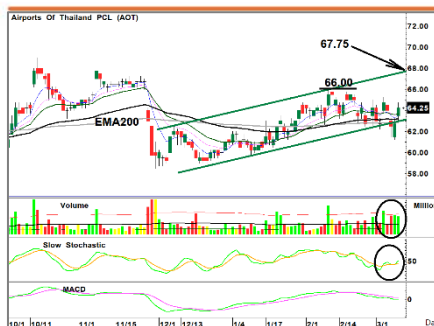 Airports Of Thailand PCL (AOT)
72.00
67.75
70.00
68.00
66.00
66.00
64.25
EMA200
62.00
60.00
58.00
Volume
Millio
Slow Stochastic
50
MACD
0
10/1 10/11 11/1 11/15 12/1 12/13 1/4 1/17 2/1 2/14 3/1 Da